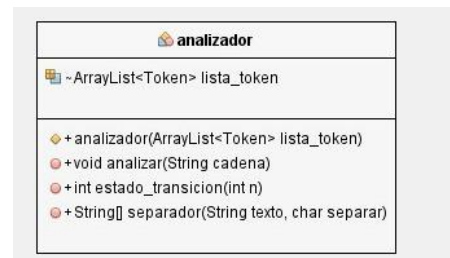 analizador
~ArrayList<Token> lista_token
+analizador(ArrayList<Token> lista_token)
+void analizar(String cadena)
+int estado_transicion(int n)
+String[] separador(String texto, char separar)